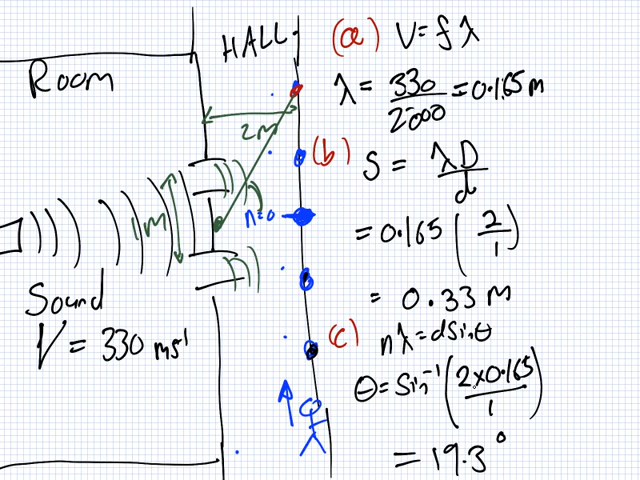 HALL
Room
2m
1m
n=0
Sound
V = 330 ms⁻¹
(a) V = f λ
λ = 330/2000 = 0.165 m
(b) S = λD/d
= 0.165 (2/1)
= 0.33 M
(c) nλ = dSinθ
θ = Sin⁻¹ (2×0.165/1)
= 19.3°